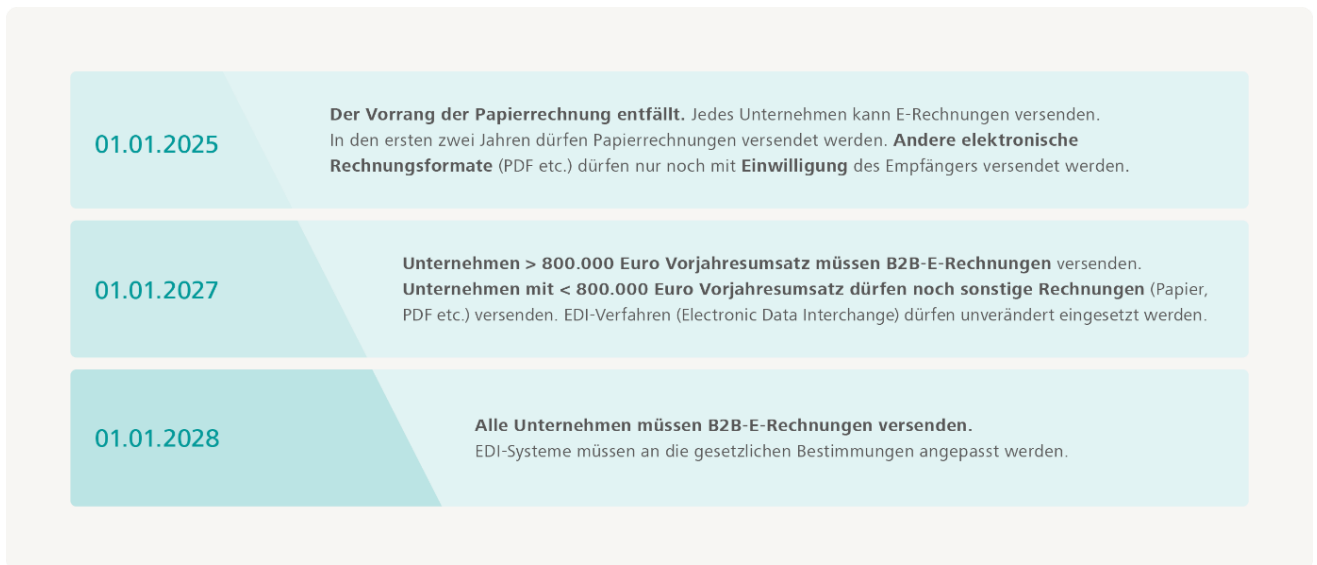 01.01.2025
Der Vorrang der Papierrechnung entfällt. Jedes Unternehmen kann E-Rechnungen versenden.
In den ersten zwei Jahren dürfen Papierrechnungen versendet werden. Andere elektronische
Rechnungsformate (PDF etc.) dürfen nur noch mit Einwilligung des Empfängers versendet werden.
01.01.2027
Unternehmen > 800.000 Euro Vorjahresumsatz müssen B2B-E-Rechnungen versenden.
Unternehmen mit < 800.000 Euro Vorjahresumsatz dürfen noch sonstige Rechnungen (Papier,
PDF etc.) versenden. EDI-Verfahren (Electronic Data Interchange) dürfen unverändert eingesetzt werden.
01.01.2028
Alle Unternehmen müssen B2B-E-Rechnungen versenden.
EDI-Systeme müssen an die gesetzlichen Bestimmungen angepasst werden.